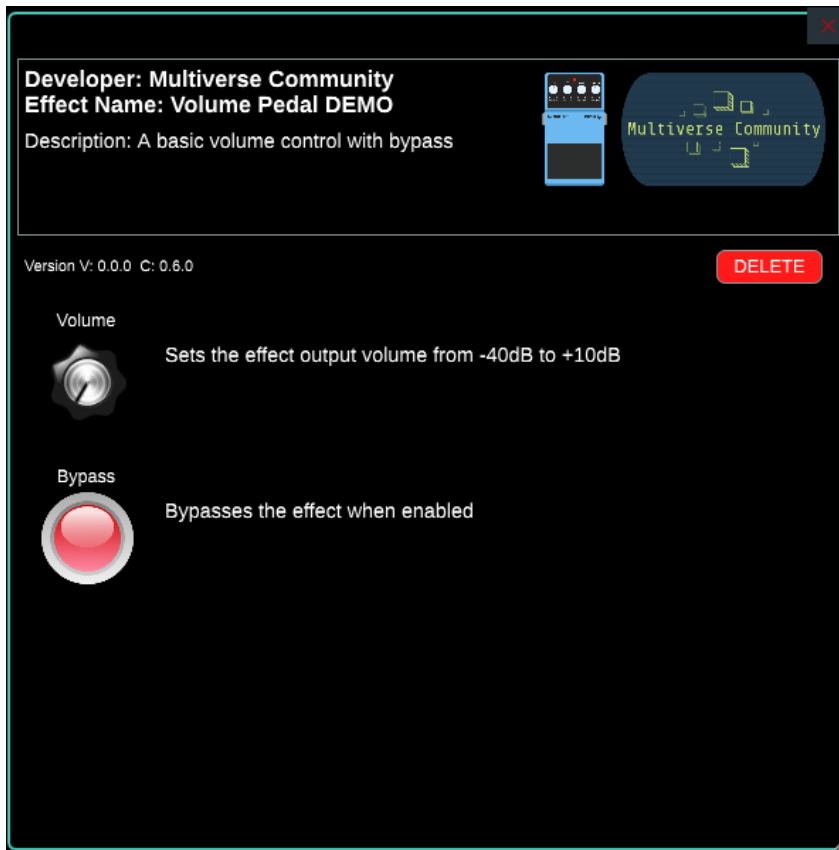 Developer: Multiverse Community
Effect Name: Volume Pedal DEMO
Description: A basic volume control with bypass
Multiverse Community
Version V: 0.0.0 C: 0.6.0
DELETE
Volume
Sets the effect output volume from -40dB to +10dB
Bypass
Bypasses the effect when enabled